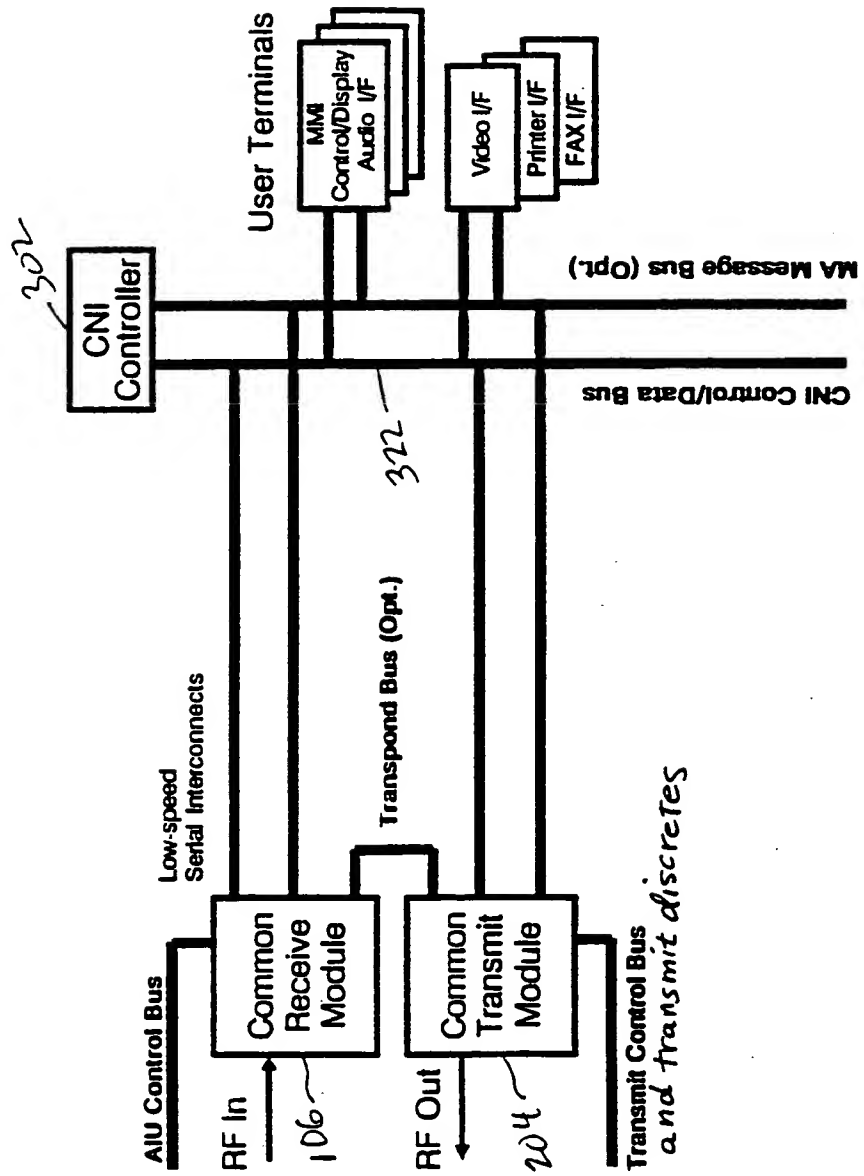 302
CNI
Controller
User Terminals
MMI
Control/Display
Audio I/F
Video I/F
Printer I/F
FAX I/F
MA Message Bus (Opt.)
CNI Control/Data Bus
322
Low-speed
Serial Interconnects
Transpond Bus (Opt.)
AIU Control Bus
RF In
Common
Receive
Module
106
RF Out
Common
Transmit
Module
204
Transmit Control Bus
and transmit discretes